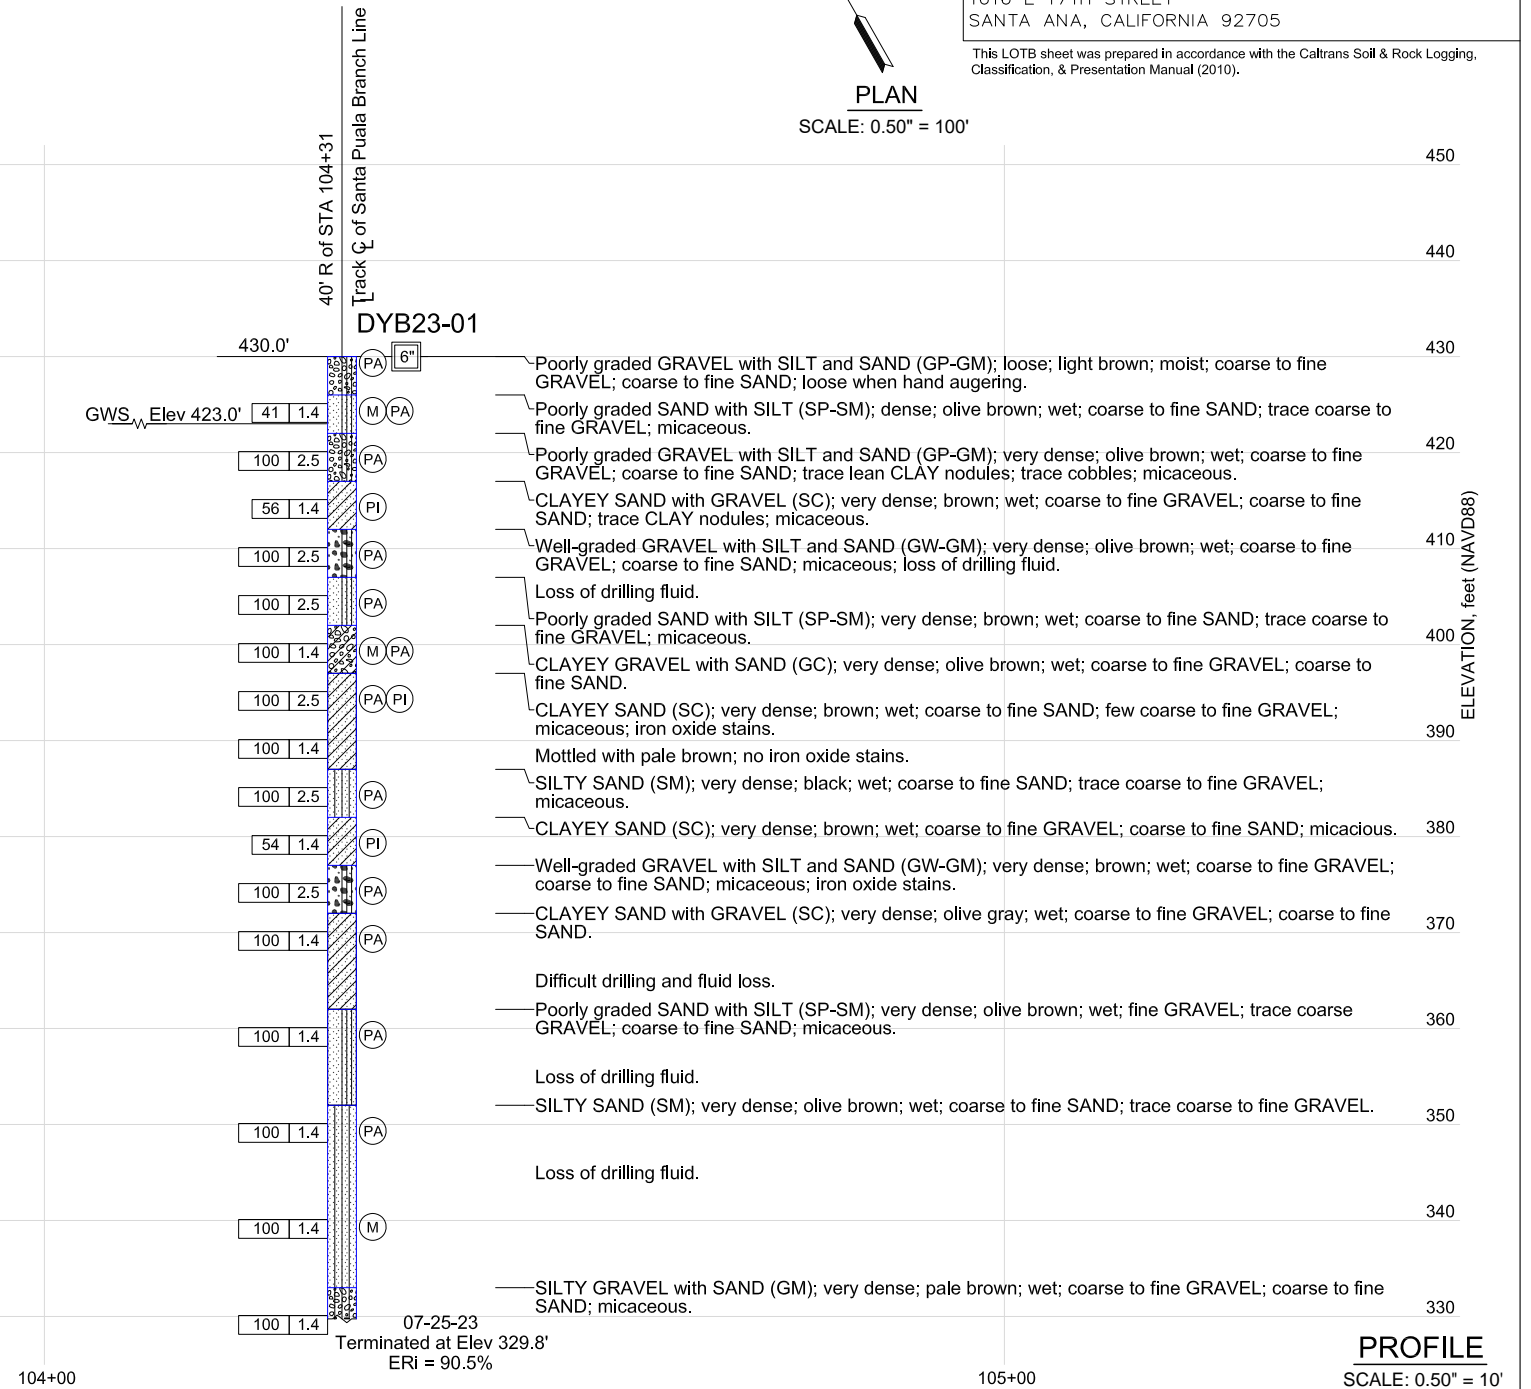 SANTA ANA, CALIFORNIA 92705
This LOTB sheet was prepared in accordance with the Caltrans Soil & Rock Logging,
Classification, & Presentation Manual (2010).
PLAN
SCALE: 0.50" = 100'
40' R of STA 104+31
Track ℄ of Santa Puala Branch Line
DYB23-01
430.0'
6"
GWS Elev 423.0'
450
440
430
420
410
400
390
380
370
360
350
340
330
ELEVATION, feet (NAVD88)
PA
41 1.4 M PA
100 2.5 PA
56 1.4 PI
100 2.5 PA
100 2.5 PA
100 1.4 M PA
100 2.5 PA PI
100 1.4
100 2.5 PA
54 1.4 PI
100 2.5 PA
100 1.4 PA
100 1.4 PA
100 1.4 PA
100 1.4 M
100 1.4
Poorly graded GRAVEL with SILT and SAND (GP-GM); loose; light brown; moist; coarse to fine
GRAVEL; coarse to fine SAND; loose when hand augering.
Poorly graded SAND with SILT (SP-SM); dense; olive brown; wet; coarse to fine SAND; trace coarse to
fine GRAVEL; micaceous.
Poorly graded GRAVEL with SILT and SAND (GP-GM); very dense; olive brown; wet; coarse to fine
GRAVEL; coarse to fine SAND; trace lean CLAY nodules; trace cobbles; micaceous.
CLAYEY SAND with GRAVEL (SC); very dense; brown; wet; coarse to fine GRAVEL; coarse to fine
SAND; trace CLAY nodules; micaceous.
Well-graded GRAVEL with SILT and SAND (GW-GM); very dense; olive brown; wet; coarse to fine
GRAVEL; coarse to fine SAND; micaceous; loss of drilling fluid.
Loss of drilling fluid.
Poorly graded SAND with SILT (SP-SM); very dense; brown; wet; coarse to fine SAND; trace coarse to
fine GRAVEL; micaceous.
CLAYEY GRAVEL with SAND (GC); very dense; olive brown; wet; coarse to fine GRAVEL; coarse to
fine SAND.
CLAYEY SAND (SC); very dense; brown; wet; coarse to fine SAND; few coarse to fine GRAVEL;
micaceous; iron oxide stains.
Mottled with pale brown; no iron oxide stains.
SILTY SAND (SM); very dense; black; wet; coarse to fine SAND; trace coarse to fine GRAVEL;
micaceous.
CLAYEY SAND (SC); very dense; brown; wet; coarse to fine GRAVEL; coarse to fine SAND; micacious.
Well-graded GRAVEL with SILT and SAND (GW-GM); very dense; brown; wet; coarse to fine GRAVEL;
coarse to fine SAND; micaceous; iron oxide stains.
CLAYEY SAND with GRAVEL (SC); very dense; olive gray; wet; coarse to fine GRAVEL; coarse to fine
SAND.
Difficult drilling and fluid loss.
Poorly graded SAND with SILT (SP-SM); very dense; olive brown; wet; fine GRAVEL; trace coarse
GRAVEL; coarse to fine SAND; micaceous.
Loss of drilling fluid.
SILTY SAND (SM); very dense; olive brown; wet; coarse to fine SAND; trace coarse to fine GRAVEL.
Loss of drilling fluid.
SILTY GRAVEL with SAND (GM); very dense; pale brown; wet; coarse to fine GRAVEL; coarse to fine
SAND; micaceous.
07-25-23
Terminated at Elev 329.8'
ERi = 90.5%
104+00
105+00
PROFILE
SCALE: 0.50" = 10'